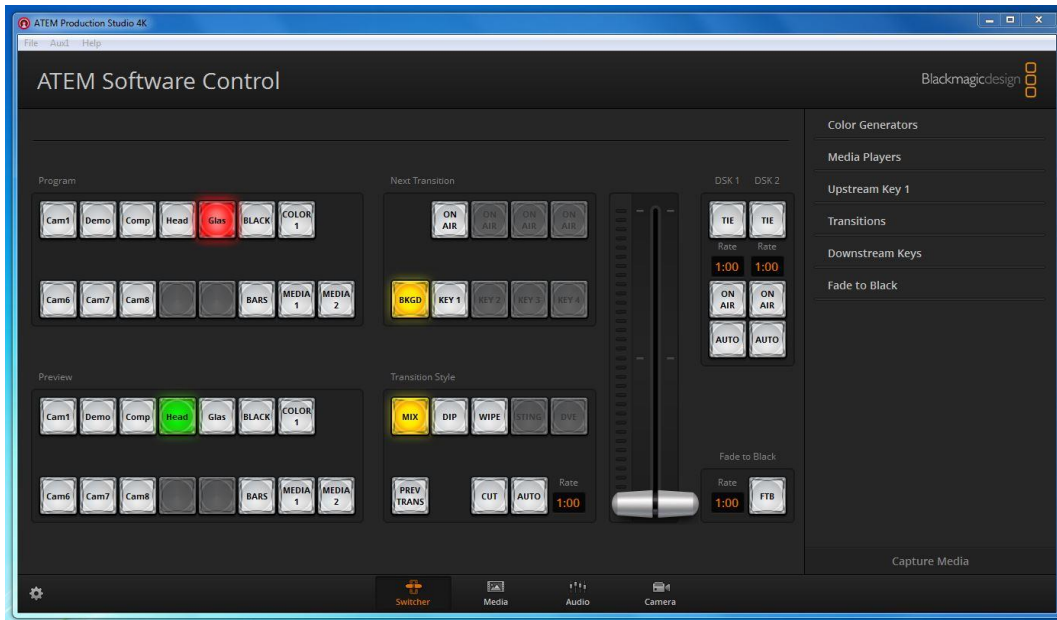 ATEM Production Studio 4K
File Aux1 Help
ATEM Software Control
Blackmagicdesign
Program
Cam1 Demo Comp Head Glas BLACK COLOR 1
Cam6 Cam7 Cam8 BARS MEDIA 1 MEDIA 2
Next Transition
ON AIR ON AIR ON AIR ON AIR
BKGD KEY 1 KEY 2 KEY 3 KEY 4
DSK 1 DSK 2
TIE TIE
Rate Rate
1:00 1:00
ON AIR ON AIR
AUTO AUTO
Preview
Cam1 Demo Comp Head Glas BLACK COLOR 1
Cam6 Cam7 Cam8 BARS MEDIA 1 MEDIA 2
Transition Style
MIX DIP WIPE STING DVE
PREV TRANS CUT AUTO Rate 1:00
Fade to Black
Rate
1:00 FTB
Color Generators
Media Players
Upstream Key 1
Transitions
Downstream Keys
Fade to Black
Capture Media
Switcher Media Audio Camera